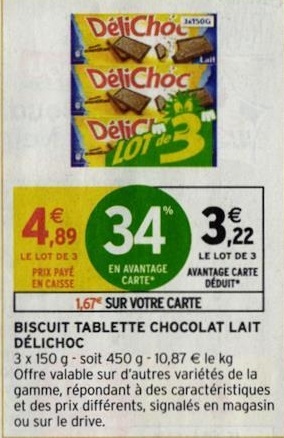 DéliChoc
3x150G
Lait
DéliChoc
DéliCh
LOT de 3
4€,89
LE LOT DE 3
PRIX PAYÉ
EN CAISSE
34%
EN AVANTAGE
CARTE*
3€,22
LE LOT DE 3
AVANTAGE CARTE
DÉDUIT*
1,67€ SUR VOTRE CARTE
BISCUIT TABLETTE CHOCOLAT LAIT
DÉLICHOC
3 x 150 g - soit 450 g - 10,87 € le kg
Offre valable sur d'autres variétés de la
gamme, répondant à des caractéristiques
et des prix différents, signalés en magasin
ou sur le drive.